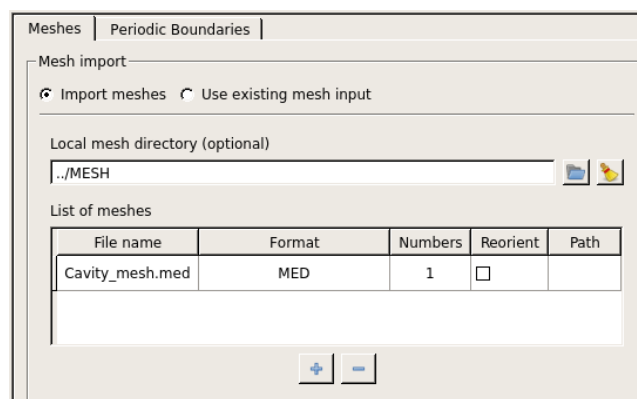 Meshes Periodic Boundaries
Mesh import
Import meshes Use existing mesh input
Local mesh directory (optional)
../MESH
List of meshes
File name Format Numbers Reorient Path
Cavity_mesh.med MED 1